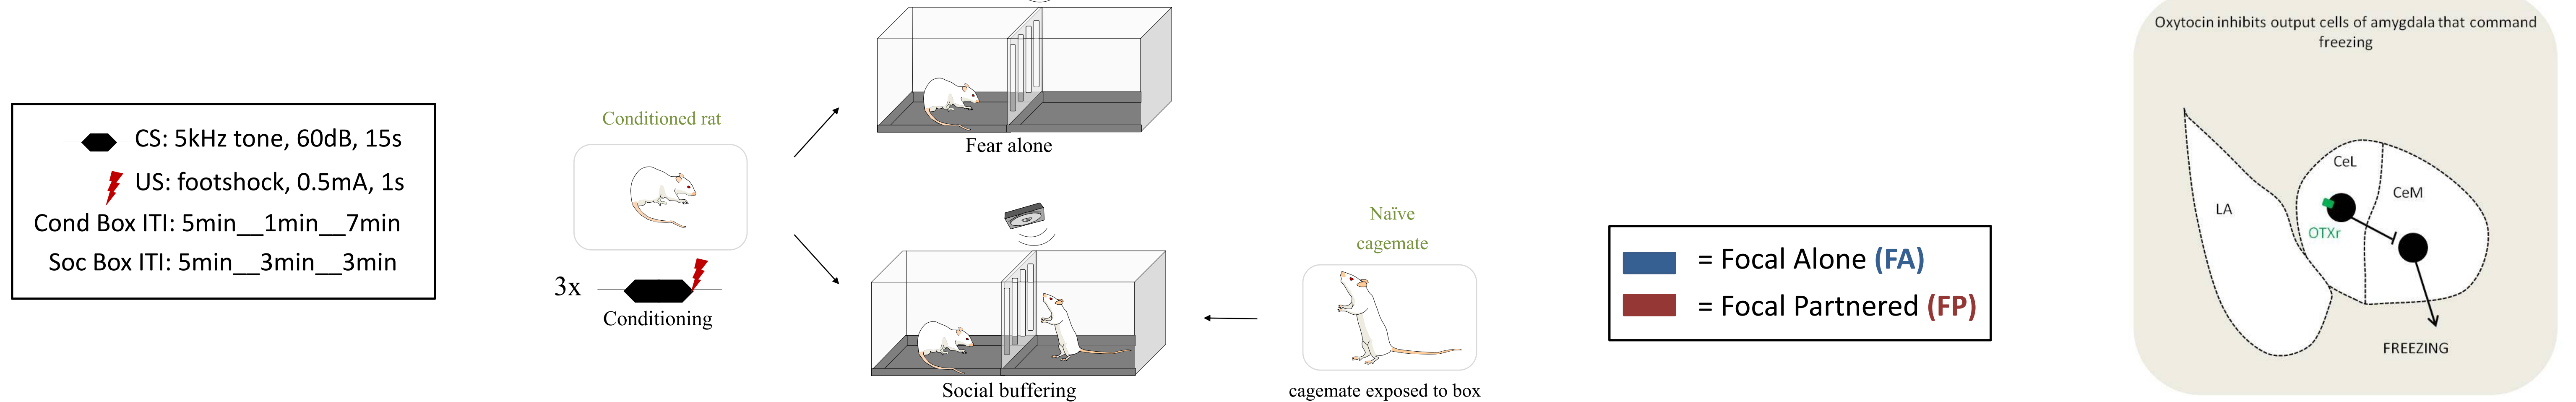 CS: 5kHz tone, 60dB, 15s
US: footshock, 0.5mA, 1s
Cond Box ITI: 5min__1min__7min
Soc Box ITI: 5min__3min__3min
Conditioned rat
3x
Conditioning
Fear alone
Social buffering
Naïve
cagemate
cagemate exposed to box
= Focal Alone (FA)
= Focal Partnered (FP)
Oxytocin inhibits output cells of amygdala that command
freezing
LA
CeL
CeM
OTXr
FREEZING